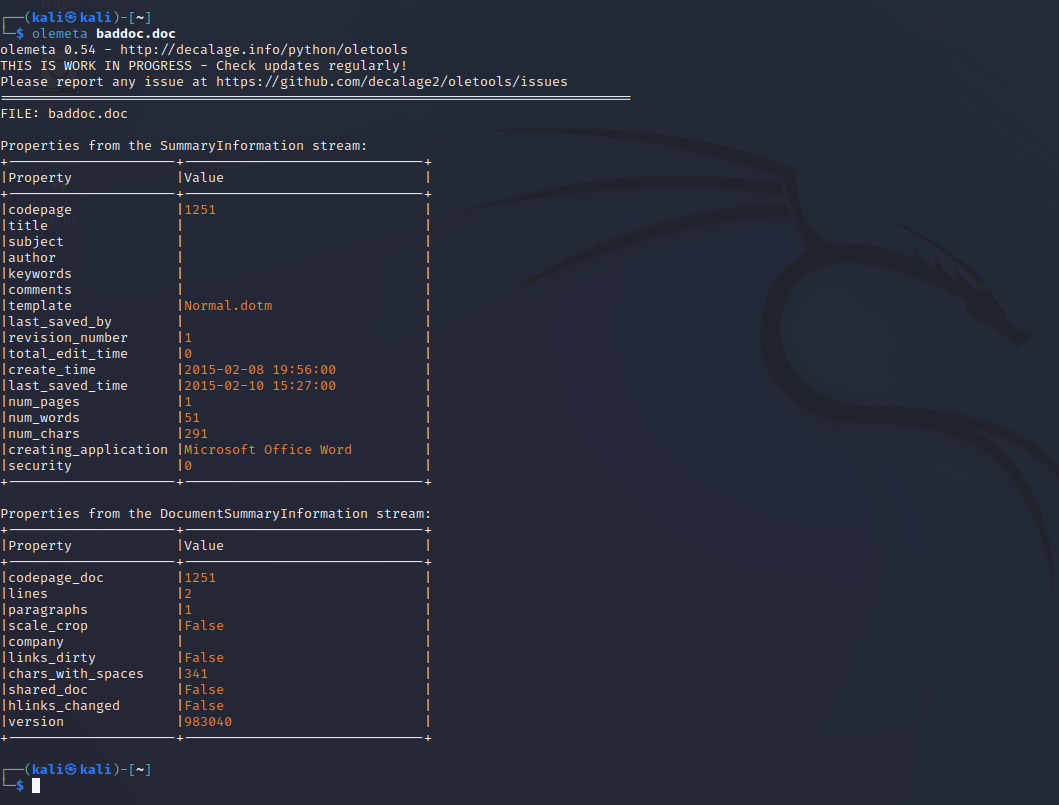 ┌──(kali㉿kali)-[~]
└─$ olemeta baddoc.doc
olemeta 0.54 - http://decalage.info/python/oletools
THIS IS WORK IN PROGRESS - Check updates regularly!
Please report any issue at https://github.com/decalage2/oletools/issues
===============================================================================
FILE: baddoc.doc

Properties from the SummaryInformation stream:
+---------------------+------------------------------+
|Property             |Value                         |
+---------------------+------------------------------+
|codepage             |1251                          |
|title                |                              |
|subject              |                              |
|author               |                              |
|keywords             |                              |
|comments             |                              |
|template             |Normal.dotm                   |
|last_saved_by        |                              |
|revision_number      |1                             |
|total_edit_time      |0                             |
|create_time          |2015-02-08 19:56:00           |
|last_saved_time      |2015-02-10 15:27:00           |
|num_pages            |1                             |
|num_words            |51                            |
|num_chars            |291                           |
|creating_application |Microsoft Office Word         |
|security             |0                             |
+---------------------+------------------------------+

Properties from the DocumentSummaryInformation stream:
+---------------------+------------------------------+
|Property             |Value                         |
+---------------------+------------------------------+
|codepage_doc         |1251                          |
|lines                |2                             |
|paragraphs           |1                             |
|scale_crop           |False                         |
|company              |                              |
|links_dirty          |False                         |
|chars_with_spaces    |341                           |
|shared_doc           |False                         |
|hlinks_changed       |False                         |
|version              |983040                        |
+---------------------+------------------------------+

┌──(kali㉿kali)-[~]
└─$